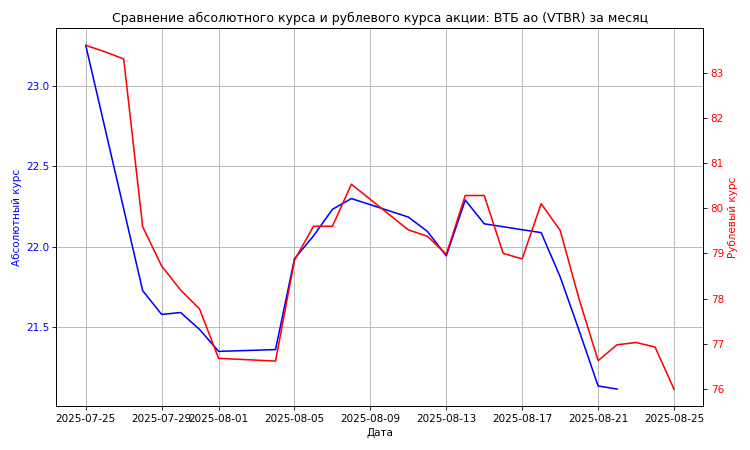 Сравнение абсолютного курса и рублевого курса акции: ВТБ ао (VTBR) за месяц
Абсолютный курс
23.0
22.5
22.0
21.5
83
82
81
80
79
78
77
76
Рублевый курс
2025-07-25 2025-07-29 2025-08-01 2025-08-05 2025-08-09 2025-08-13 2025-08-17 2025-08-21 2025-08-25
Дата